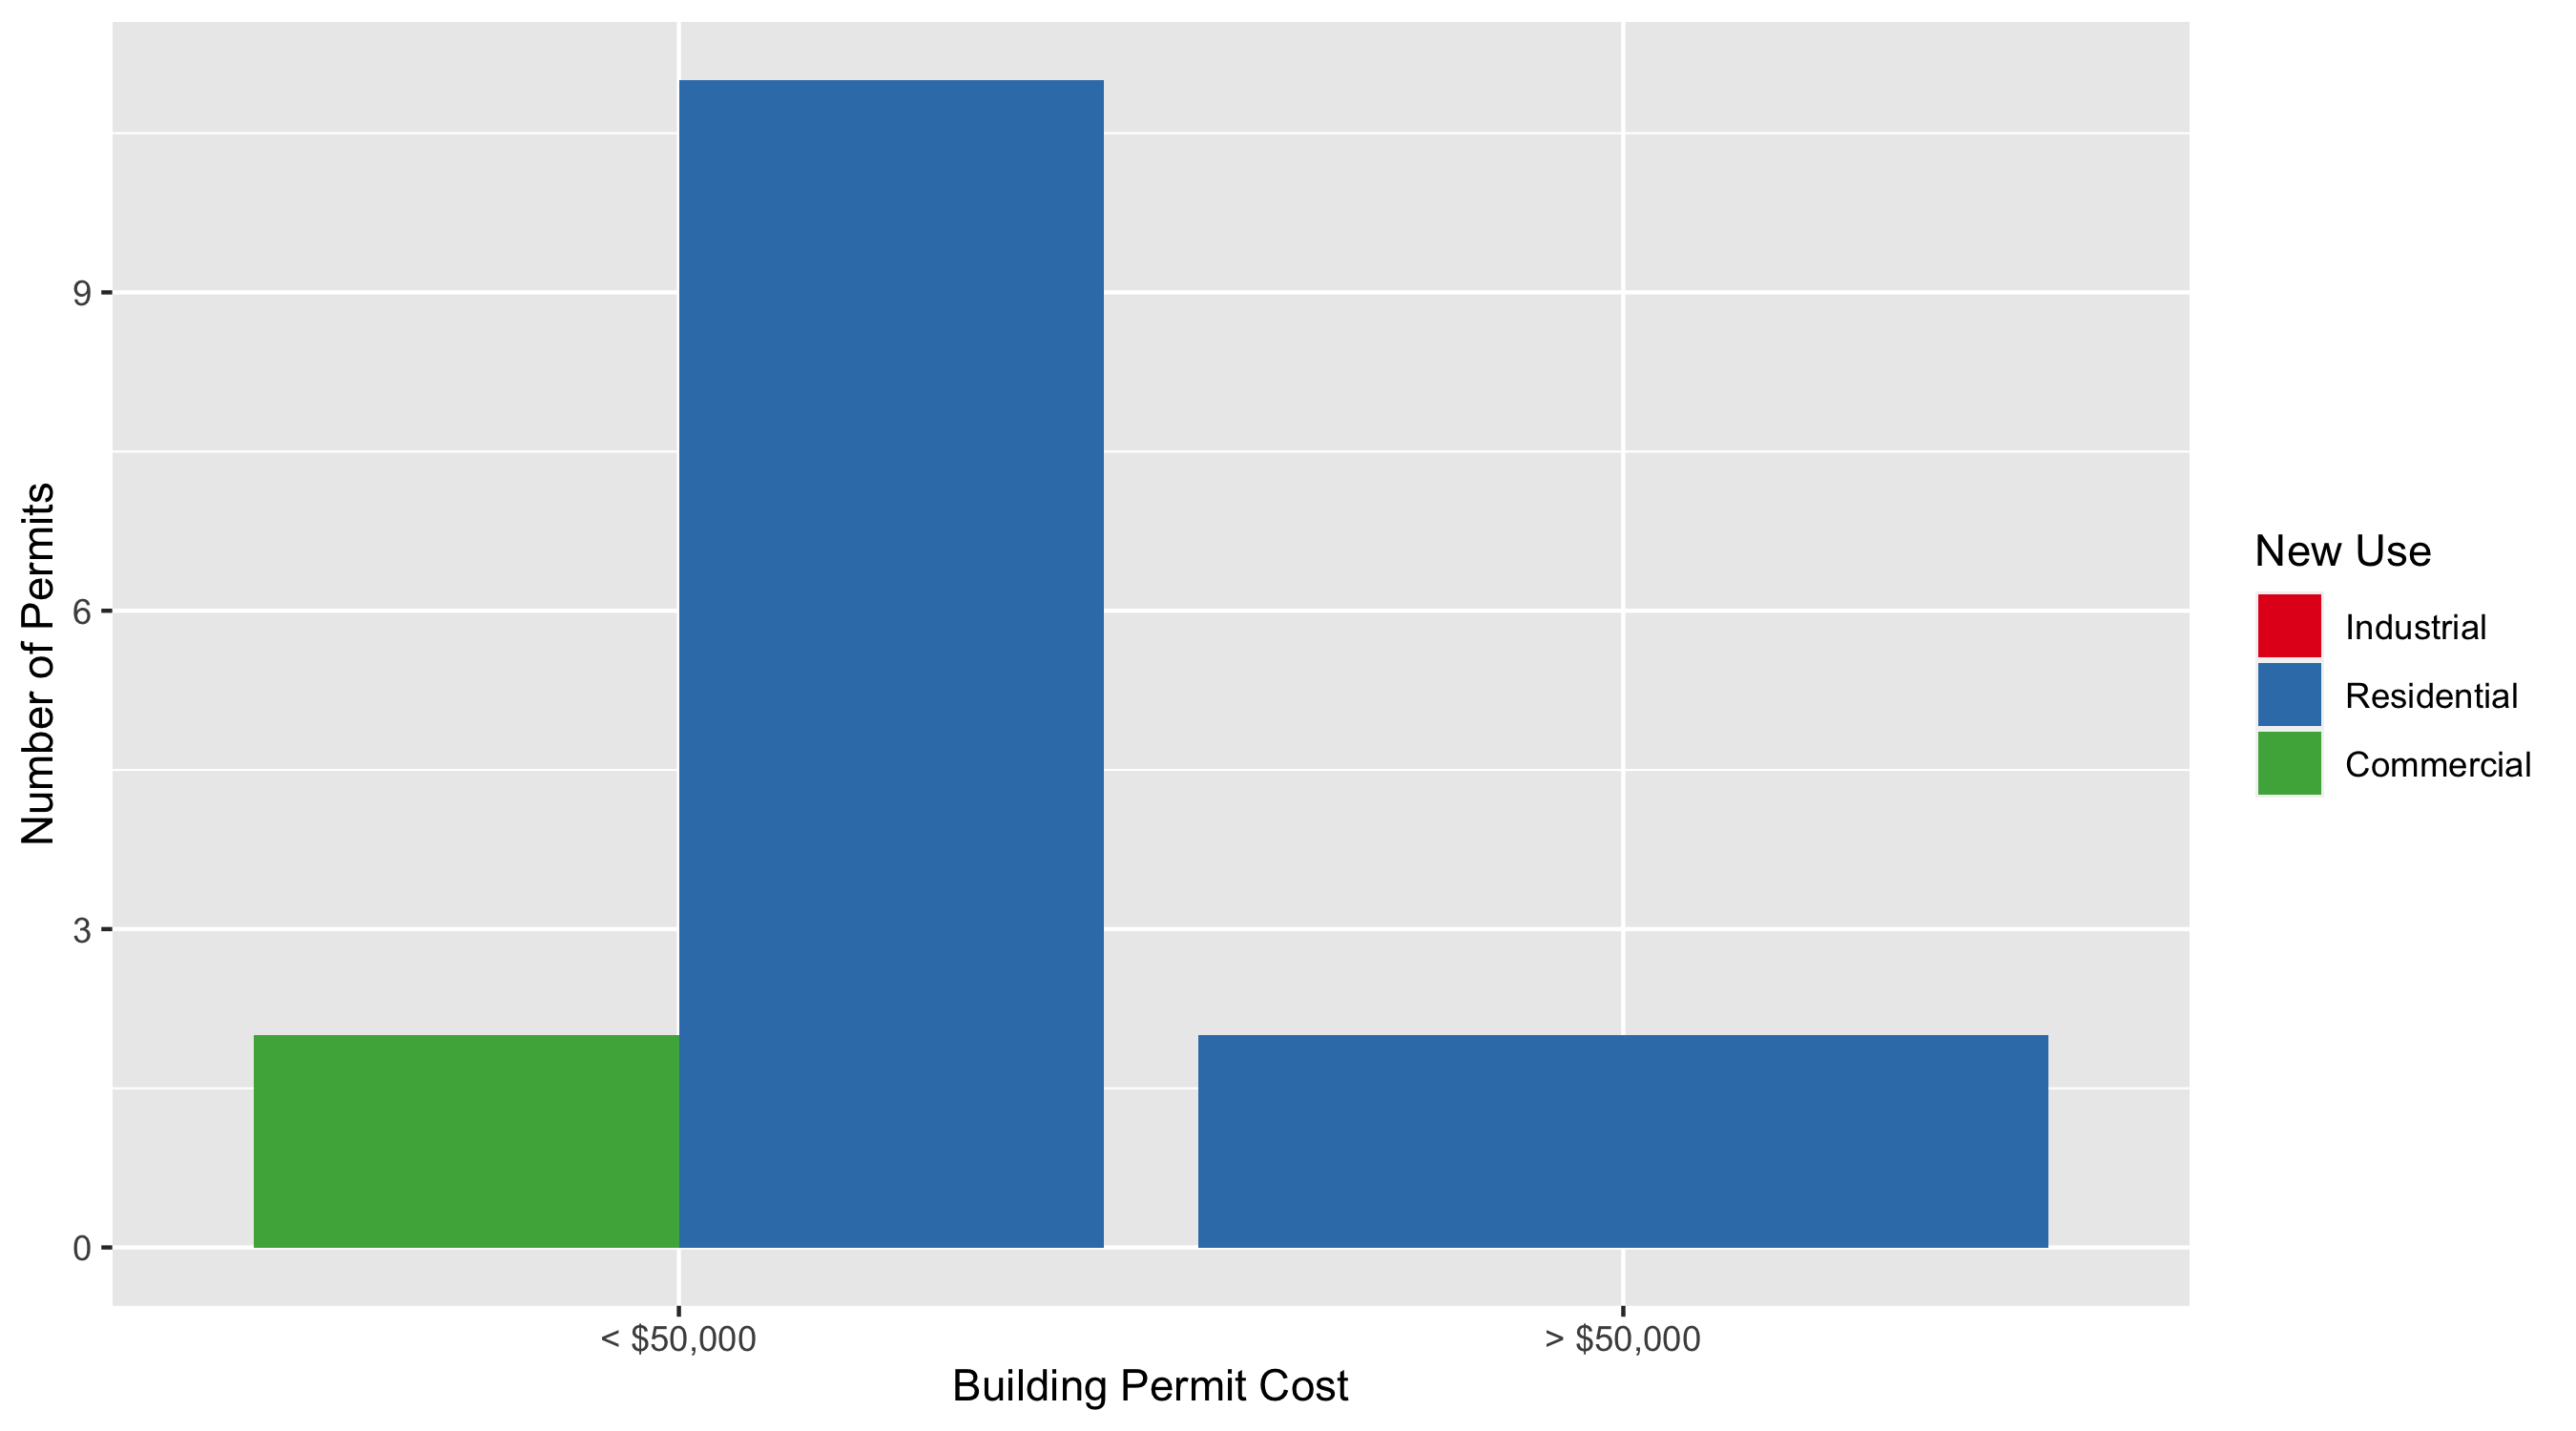 Number of Permits
9
6
3
0
< $50,000
> $50,000
Building Permit Cost
New Use
Industrial
Residential
Commercial